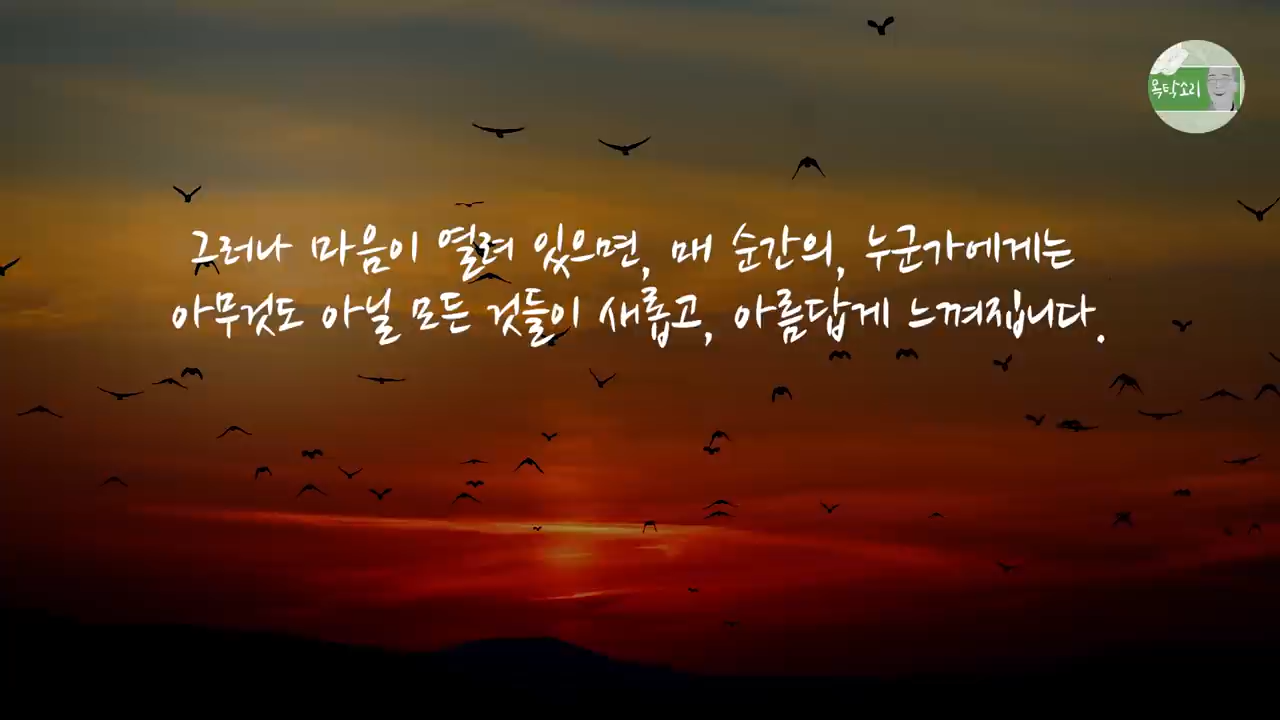 옥탁소리
그러나 마음이 열려 있으면, 매 순간의, 누군가에게는
아무것도 아닐 모든 것들이 새롭고, 아름답게 느껴집니다.